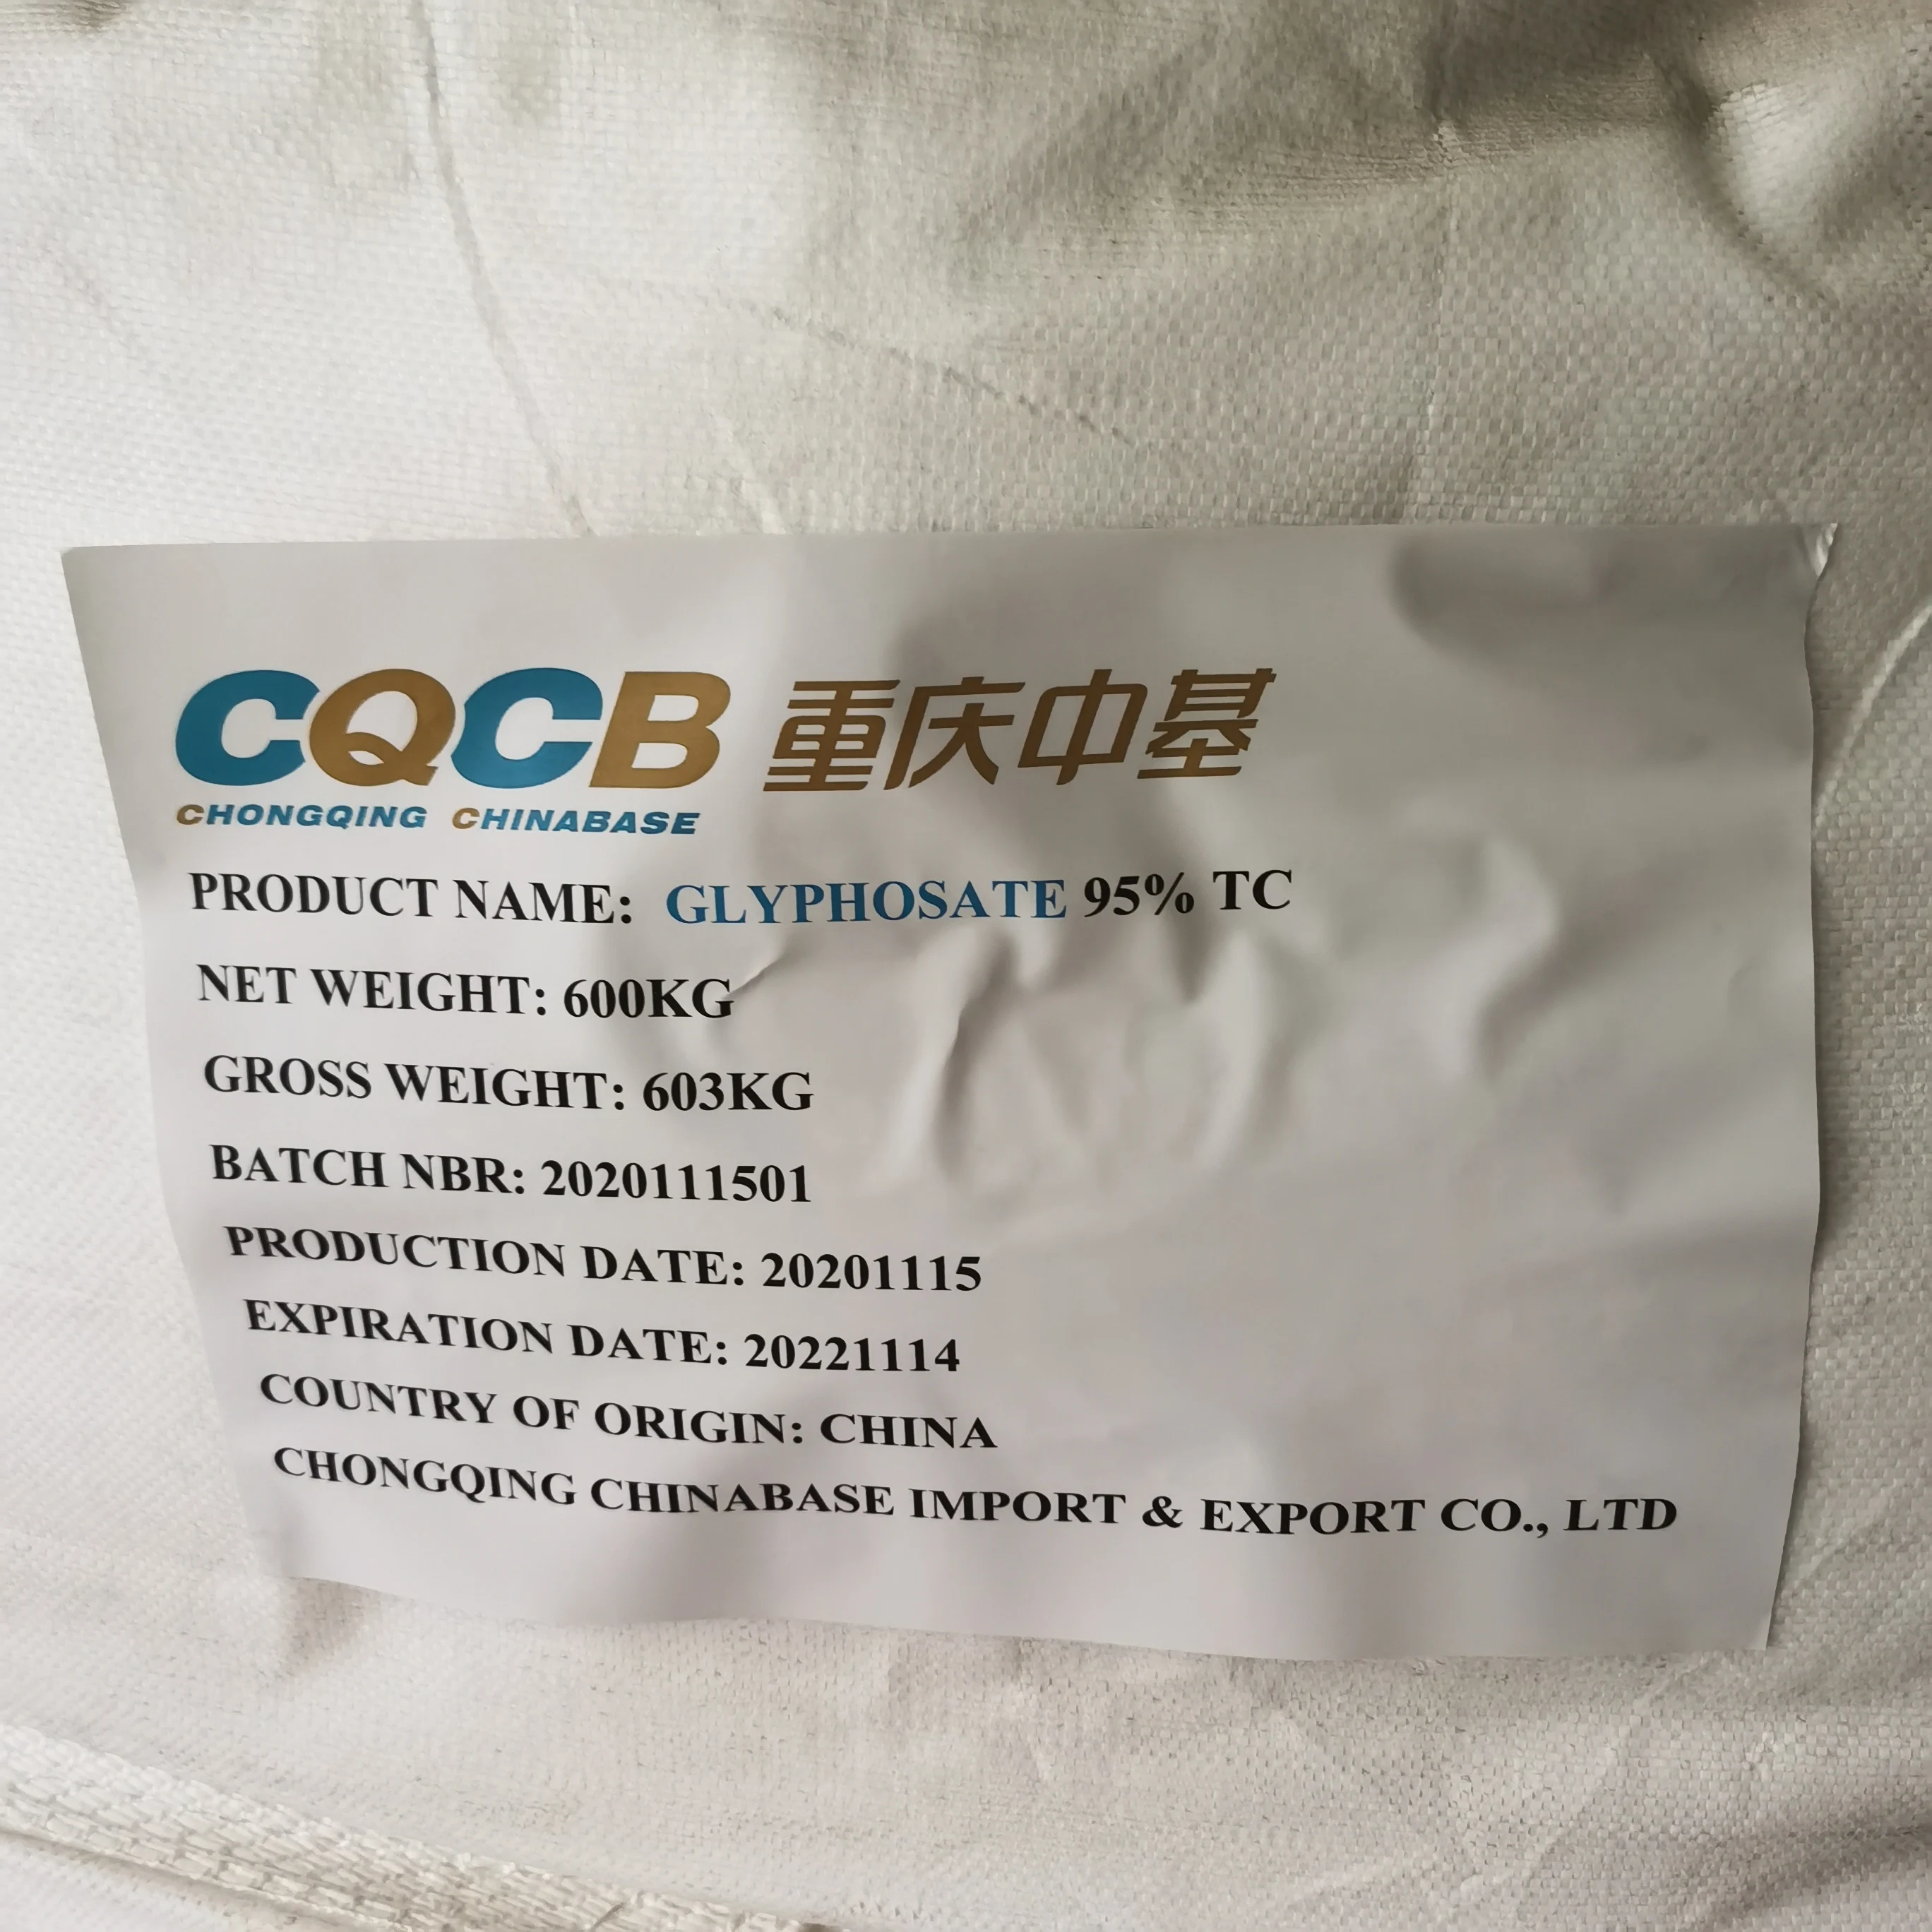 CQCB 重庆中基
CHONGQING CHINABASE
PRODUCT NAME: GLYPHOSATE 95% TC
NET WEIGHT: 600KG
GROSS WEIGHT: 603KG
BATCH NBR: 2020111501
PRODUCTION DATE: 20201115
EXPIRATION DATE: 20221114
COUNTRY OF ORIGIN: CHINA
CHONGQING CHINABASE IMPORT & EXPORT CO., LTD